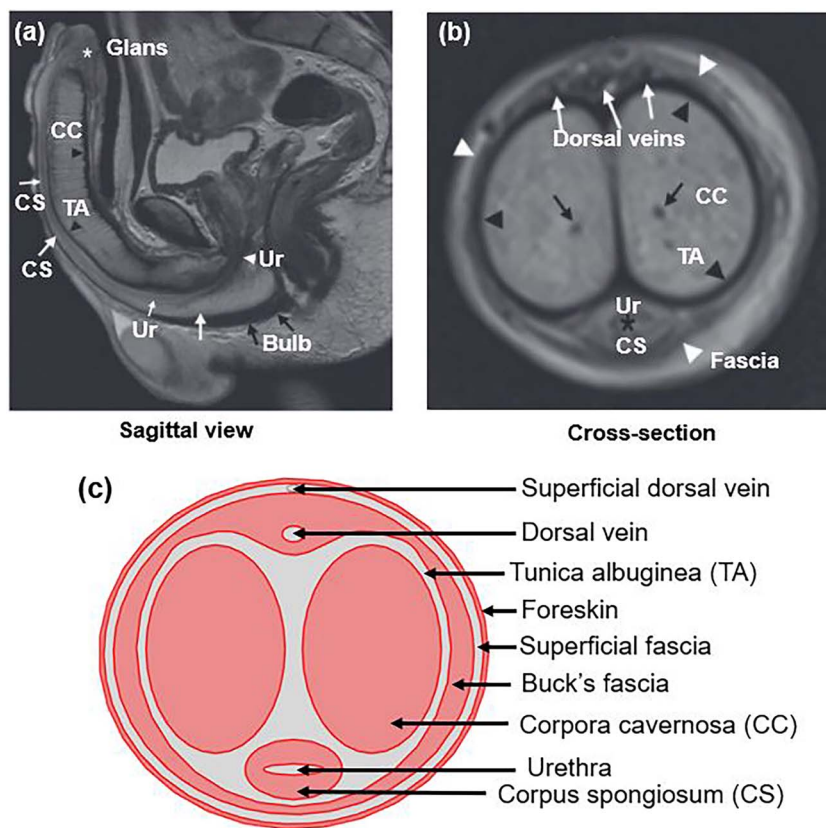 (a)
*
Glans
CC
CS
TA
CS
Ur
Ur
Bulb
Sagittal view
(b)
Dorsal veins
CC
TA
Ur
*
CS
Fascia
Cross-section
(c)
Superficial dorsal vein
Dorsal vein
Tunica albuginea (TA)
Foreskin
Superficial fascia
Buck's fascia
Corpora cavernosa (CC)
Urethra
Corpus spongiosum (CS)